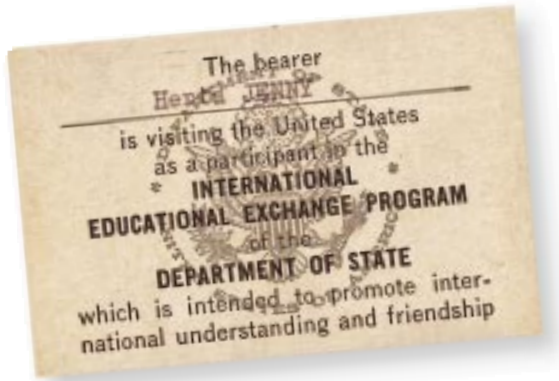 The bearer
JENNY
is visiting the United States
as a participant in the
INTERNATIONAL
EDUCATIONAL EXCHANGE PROGRAM
of the
DEPARTMENT OF STATE
which is intended to promote inter-
national understanding and friendship